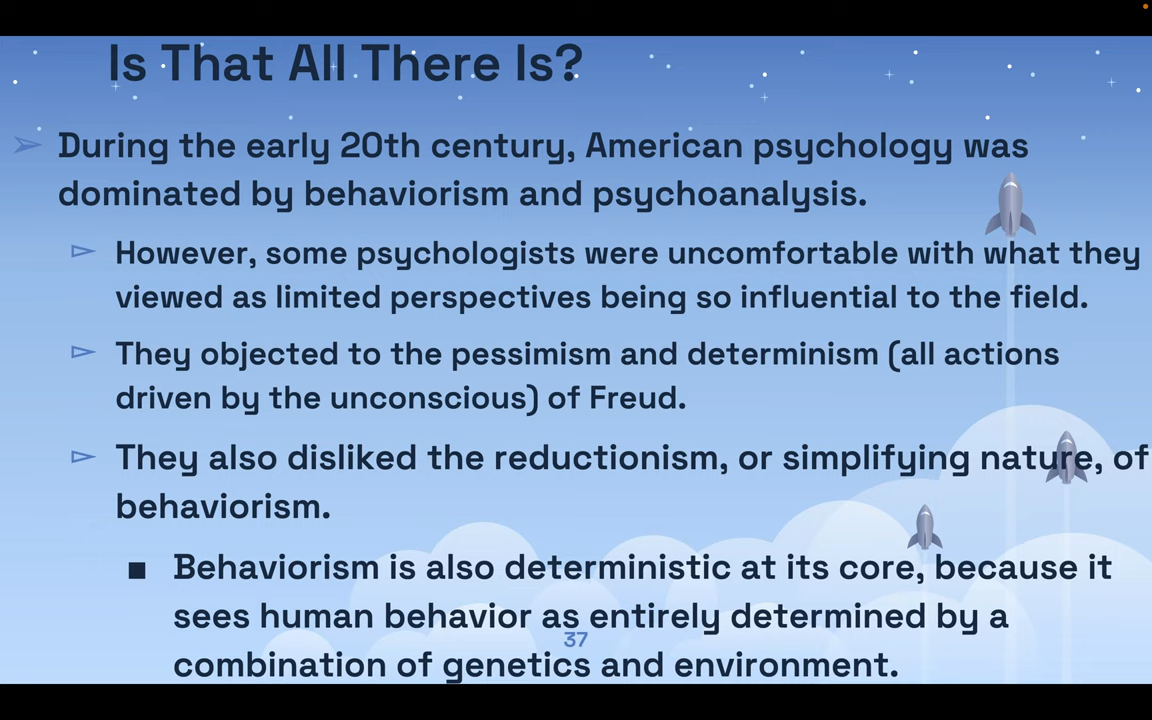 Is That All There Is?
➢ During the early 20th century, American psychology was
dominated by behaviorism and psychoanalysis.
▻ However, some psychologists were uncomfortable with what they
viewed as limited perspectives being so influential to the field.
▻ They objected to the pessimism and determinism (all actions
driven by the unconscious) of Freud.
▻ They also disliked the reductionism, or simplifying nature, of
behaviorism.
■ Behaviorism is also deterministic at its core, because it
sees human behavior as entirely determined by a
37
combination of genetics and environment.